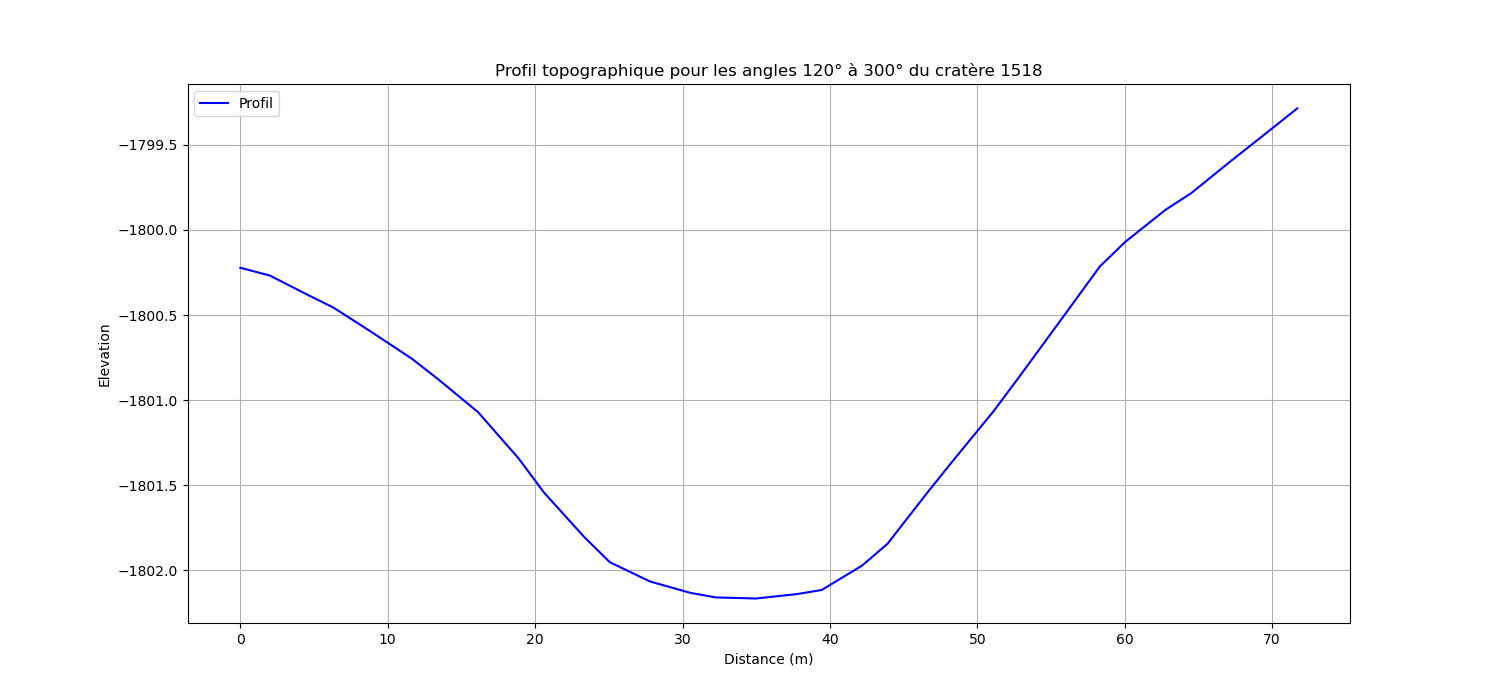 Profil topographique pour les angles 120° à 300° du cratère 1518
Profil
−1799.5
−1800.0
−1800.5
−1801.0
−1801.5
−1802.0
Elevation
0 10 20 30 40 50 60 70
Distance (m)